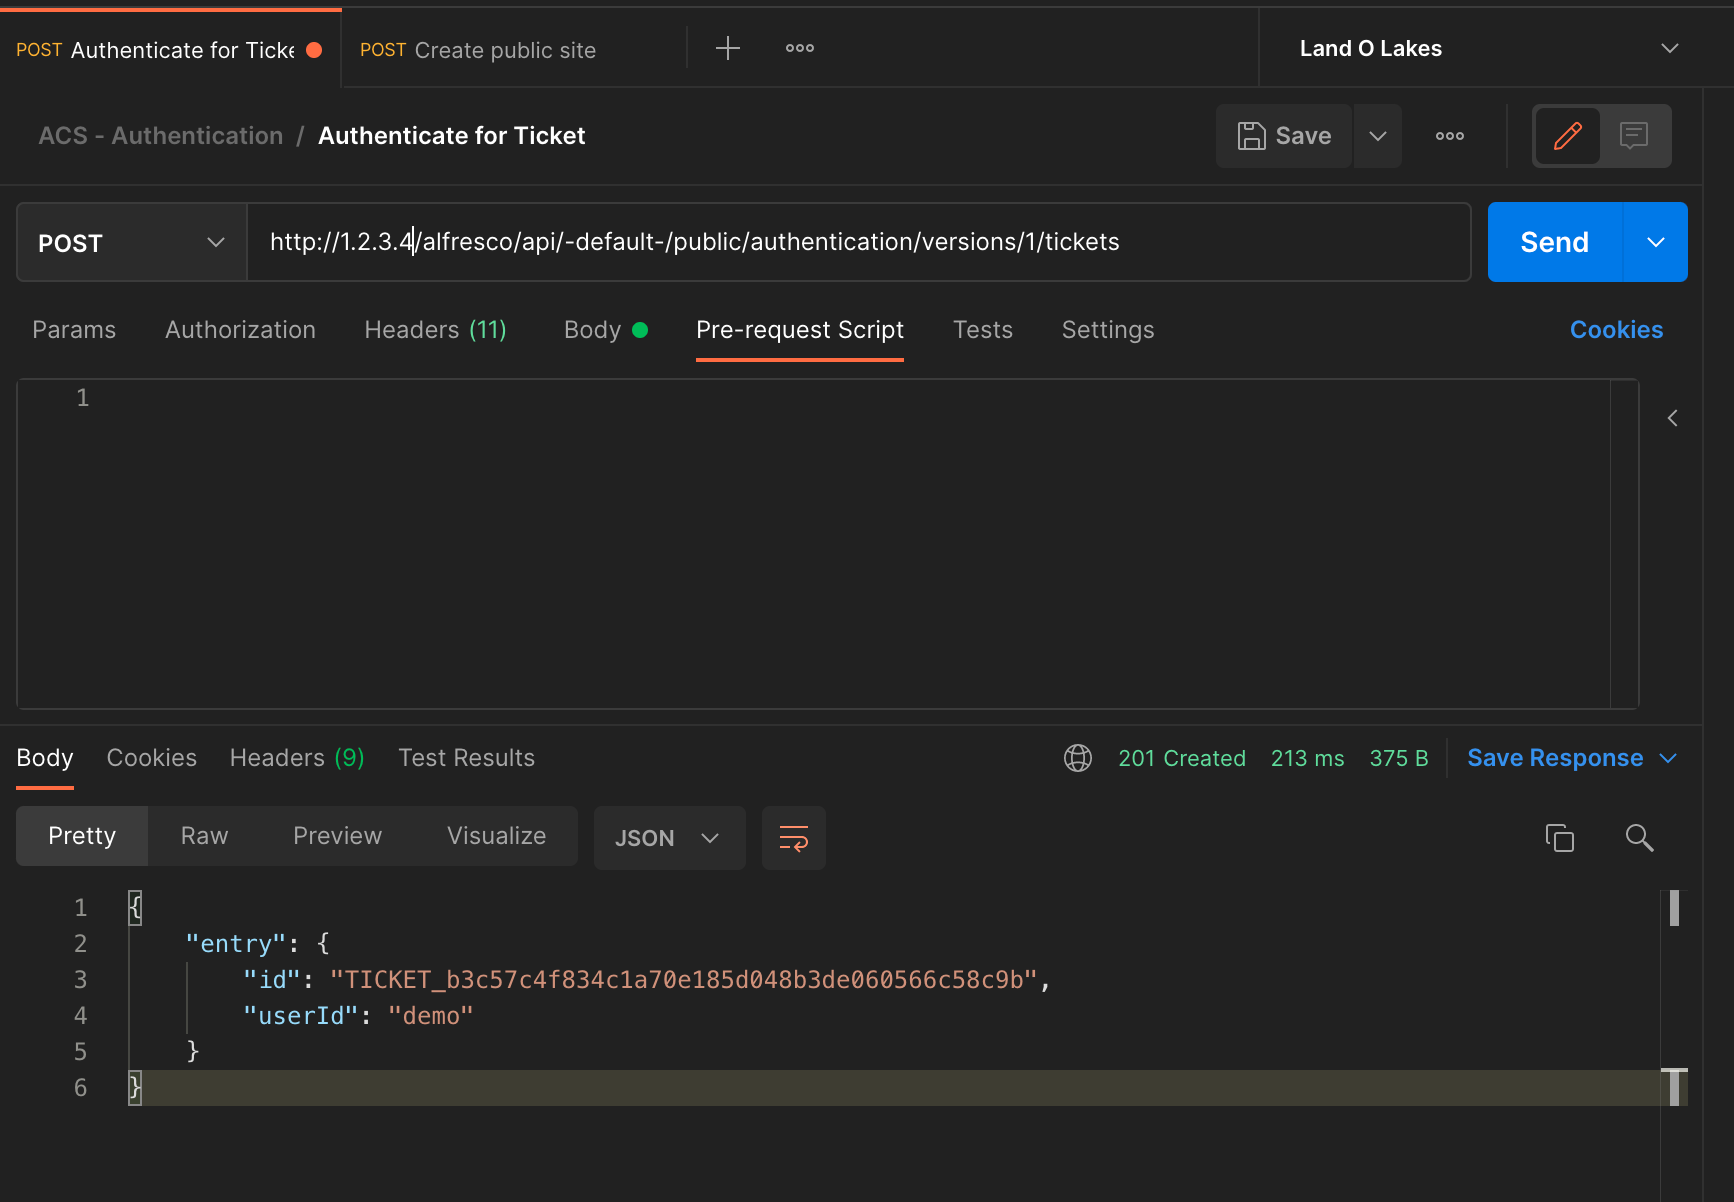 POST Authenticate for Ticke
POST Create public site
Land O Lakes
ACS - Authentication / Authenticate for Ticket
Save
POST
http://1.2.3.4/alfresco/api/-default-/public/authentication/versions/1/tickets
Send
Params Authorization Headers (11) Body Pre-request Script Tests Settings Cookies
1
Body Cookies Headers (9) Test Results 201 Created 213 ms 375 B Save Response
Pretty Raw Preview Visualize JSON
1 {
2 "entry": {
3 "id": "TICKET_b3c57c4f834c1a70e185d048b3de060566c58c9b",
4 "userId": "demo"
5 }
6 }